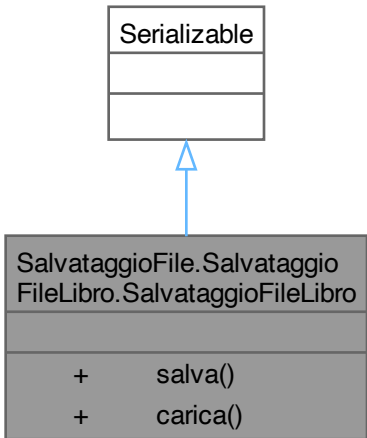 Serializable
SalvataggioFile.Salvataggio
FileLibro.SalvataggioFileLibro
+ salva()
+ carica()